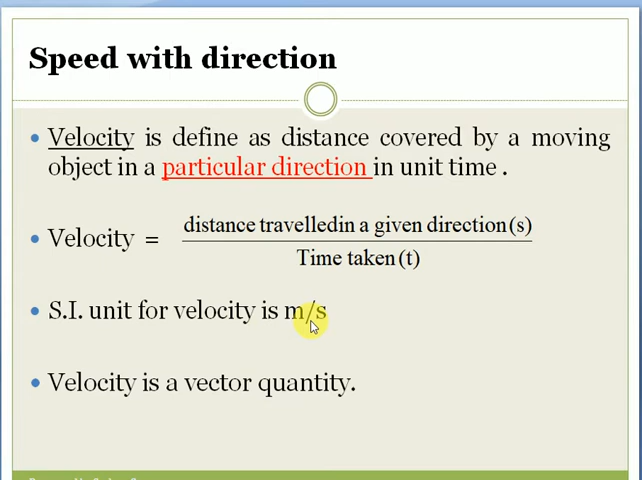 Speed with direction
• Velocity is define as distance covered by a moving
object in a particular direction in unit time .
• Velocity = distance travelledin a given direction (s)
Time taken (t)
• S.I. unit for velocity is m/s
• Velocity is a vector quantity.